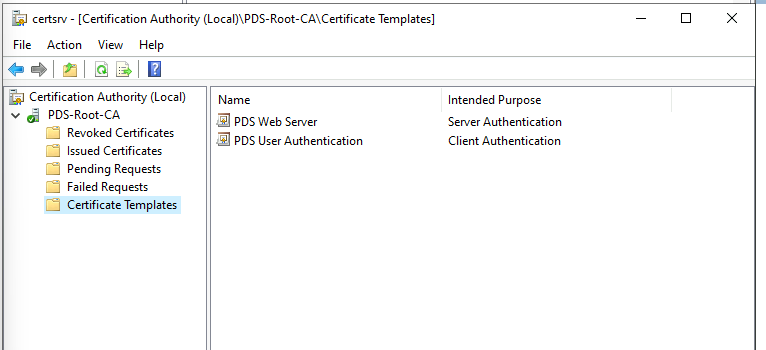 certsrv - [Certification Authority (Local)\PDS-Root-CA\Certificate Templates]
File Action View Help
Certification Authority (Local)
PDS-Root-CA
Revoked Certificates
Issued Certificates
Pending Requests
Failed Requests
Certificate Templates
Name Intended Purpose
PDS Web Server Server Authentication
PDS User Authentication Client Authentication